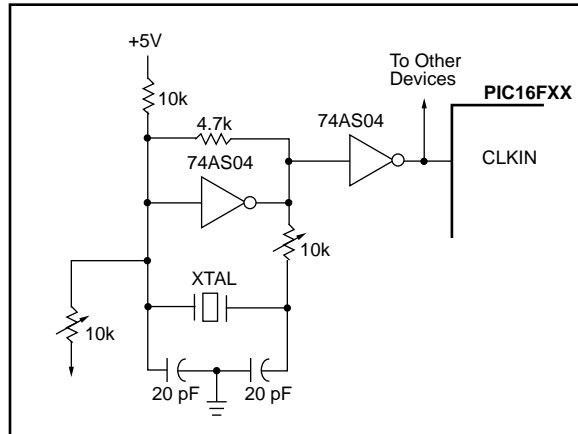 +5V
10k
4.7k
74AS04
74AS04
To Other
Devices
PIC16FXX
CLKIN
10k
XTAL
10k
20 pF
20 pF